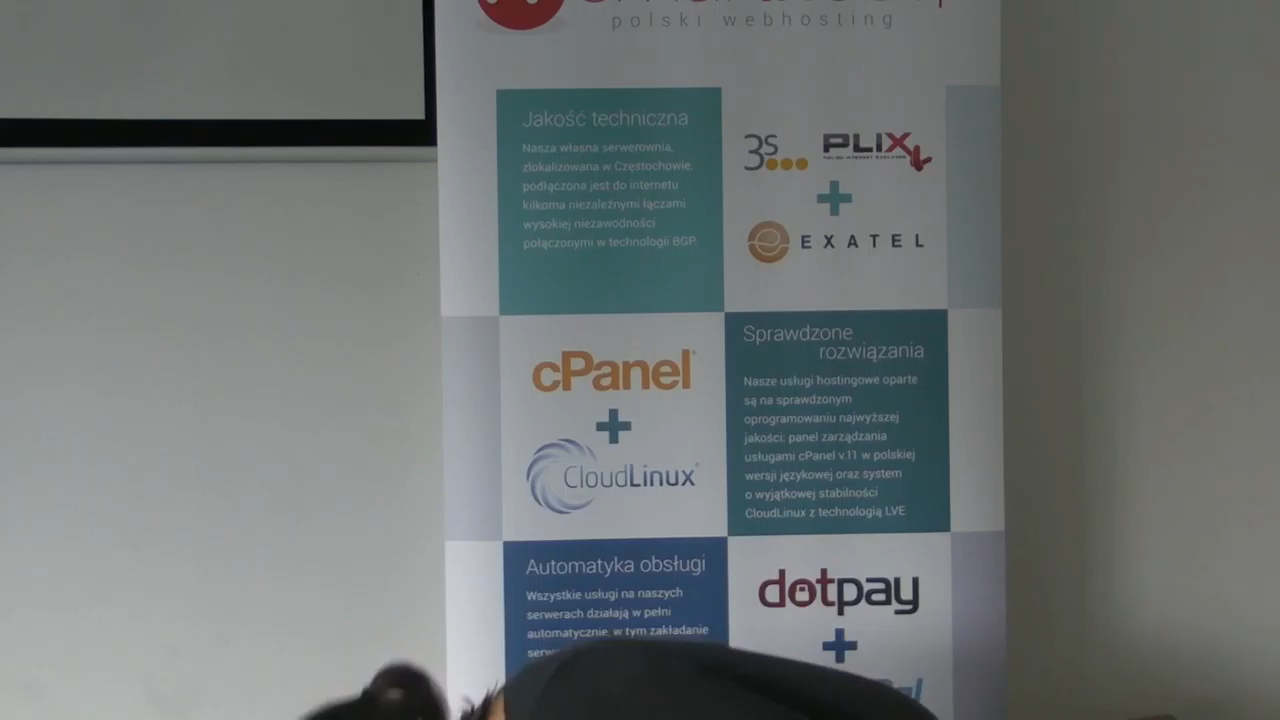 polski webhosting
Jakość techniczna
Nasza własna serwerownia,
zlokalizowana w Częstochowie,
podłączona jest do internetu
kilkoma niezależnymi łączami
wysokiej niezawodności
połączonymi w technologii BGP.
3S
PLIX
POLISH INTERNET EXCHANGE
EXATEL
cPanel
+
CloudLinux
Sprawdzone
rozwiązania
Nasze usługi hostingowe oparte
są na sprawdzonym
oprogramowaniu najwyższej
jakości: panel zarządzania
usługami cPanel v.11 w polskiej
wersji językowej oraz system
o wyjątkowej stabilności
CloudLinux z technologią LVE
Automatyka obsługi
Wszystkie usługi na naszych
serwerach działają w pełni
automatycznie, w tym zakładanie
dotpay
+